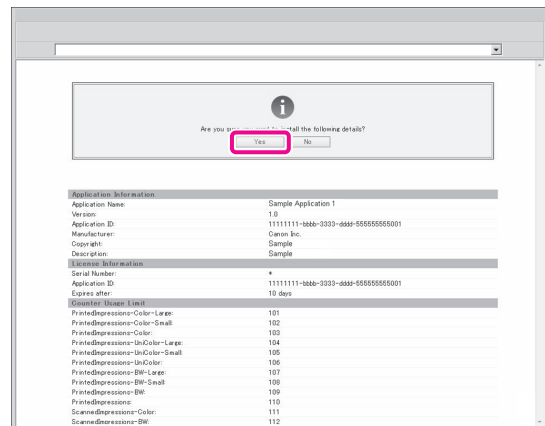 i
Are you sure you want to install the following details?
Yes No
Application Information
Application Name: Sample Application 1
Version: 1.0
Application ID: 11111111-bbbb-3333-dddd-555555555001
Manufacturer: Canon Inc.
Copyright: Sample
Description: Sample
License Information
Serial Number: *
Application ID: 11111111-bbbb-3333-dddd-555555555001
Expires after: 10 days
Counter Usage Limit
PrintedImpressions-Color-Large: 101
PrintedImpressions-Color-Small: 102
PrintedImpressions-Color: 103
PrintedImpressions-UniColor-Large: 104
PrintedImpressions-UniColor-Small: 105
PrintedImpressions-UniColor: 106
PrintedImpressions-BW-Large: 107
PrintedImpressions-BW-Small: 108
PrintedImpressions-BW: 109
PrintedImpressions: 110
ScannedImpressions-Color: 111
ScannedImpressions-BW: 112